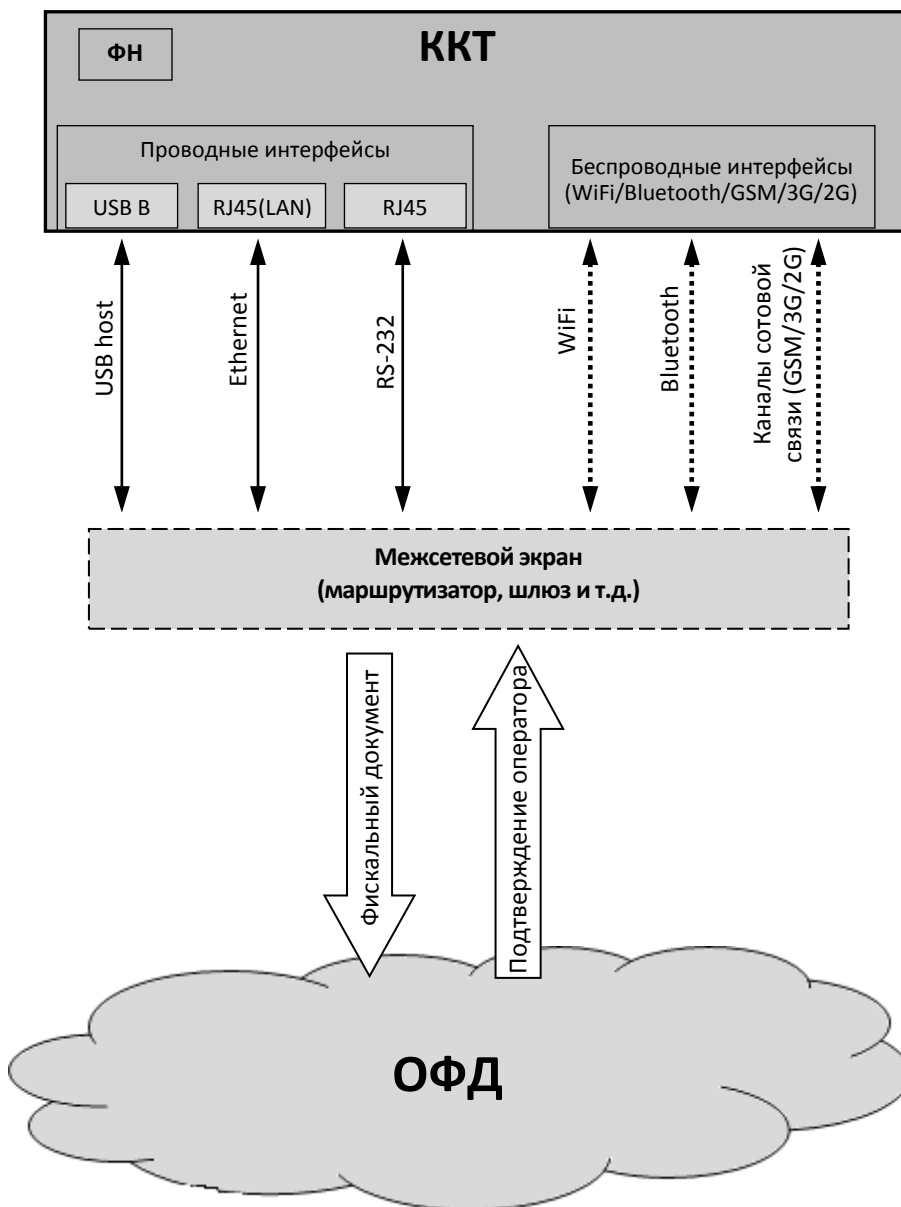 ФН
ККТ
Проводные интерфейсы
USB B
RJ45(LAN)
RJ45
Беспроводные интерфейсы
(WiFi/Bluetooth/GSM/3G/2G)
USB host
Ethernet
RS-232
WiFi
Bluetooth
Каналы сотовой
связи (GSM/3G/2G)
Межсетевой экран
(маршрутизатор, шлюз и т.д.)
Фискальный документ
Подтверждение оператора
ОФД